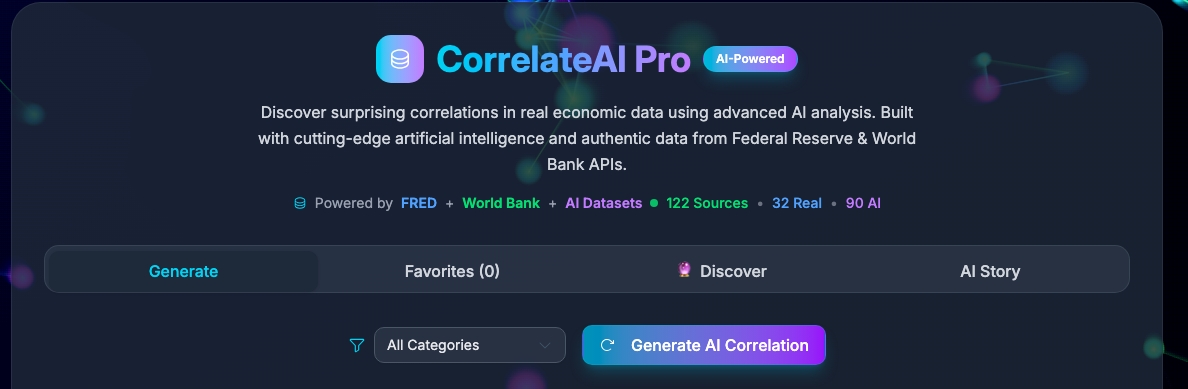 CorrelateAI Pro AI-Powered
Discover surprising correlations in real economic data using advanced AI analysis. Built
with cutting-edge artificial intelligence and authentic data from Federal Reserve & World
Bank APIs.
Powered by FRED + World Bank + AI Datasets ● 122 Sources • 32 Real • 90 AI
Generate Favorites (0) 🔮 Discover AI Story
All Categories Generate AI Correlation